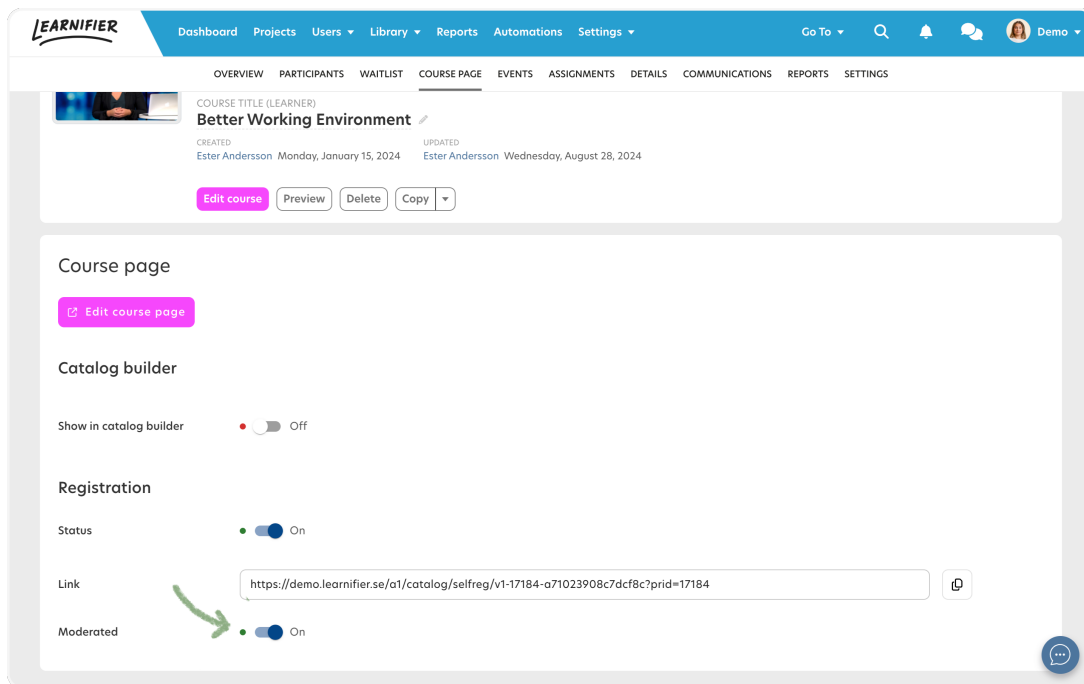 LEARNIFIER
Dashboard Projects Users Library Reports Automations Settings Go To Demo
OVERVIEW PARTICIPANTS WAITLIST COURSE PAGE EVENTS ASSIGNMENTS DETAILS COMMUNICATIONS REPORTS SETTINGS
COURSE TITLE (LEARNER)
Better Working Environment
CREATED UPDATED
Ester Andersson Monday, January 15, 2024 Ester Andersson Wednesday, August 28, 2024
Edit course Preview Delete Copy
Course page
Edit course page
Catalog builder
Show in catalog builder Off
Registration
Status On
Link https://demo.learnifier.se/a1/catalog/selfreg/v1-17184-a71023908c7dcf8c?prid=17184
Moderated On